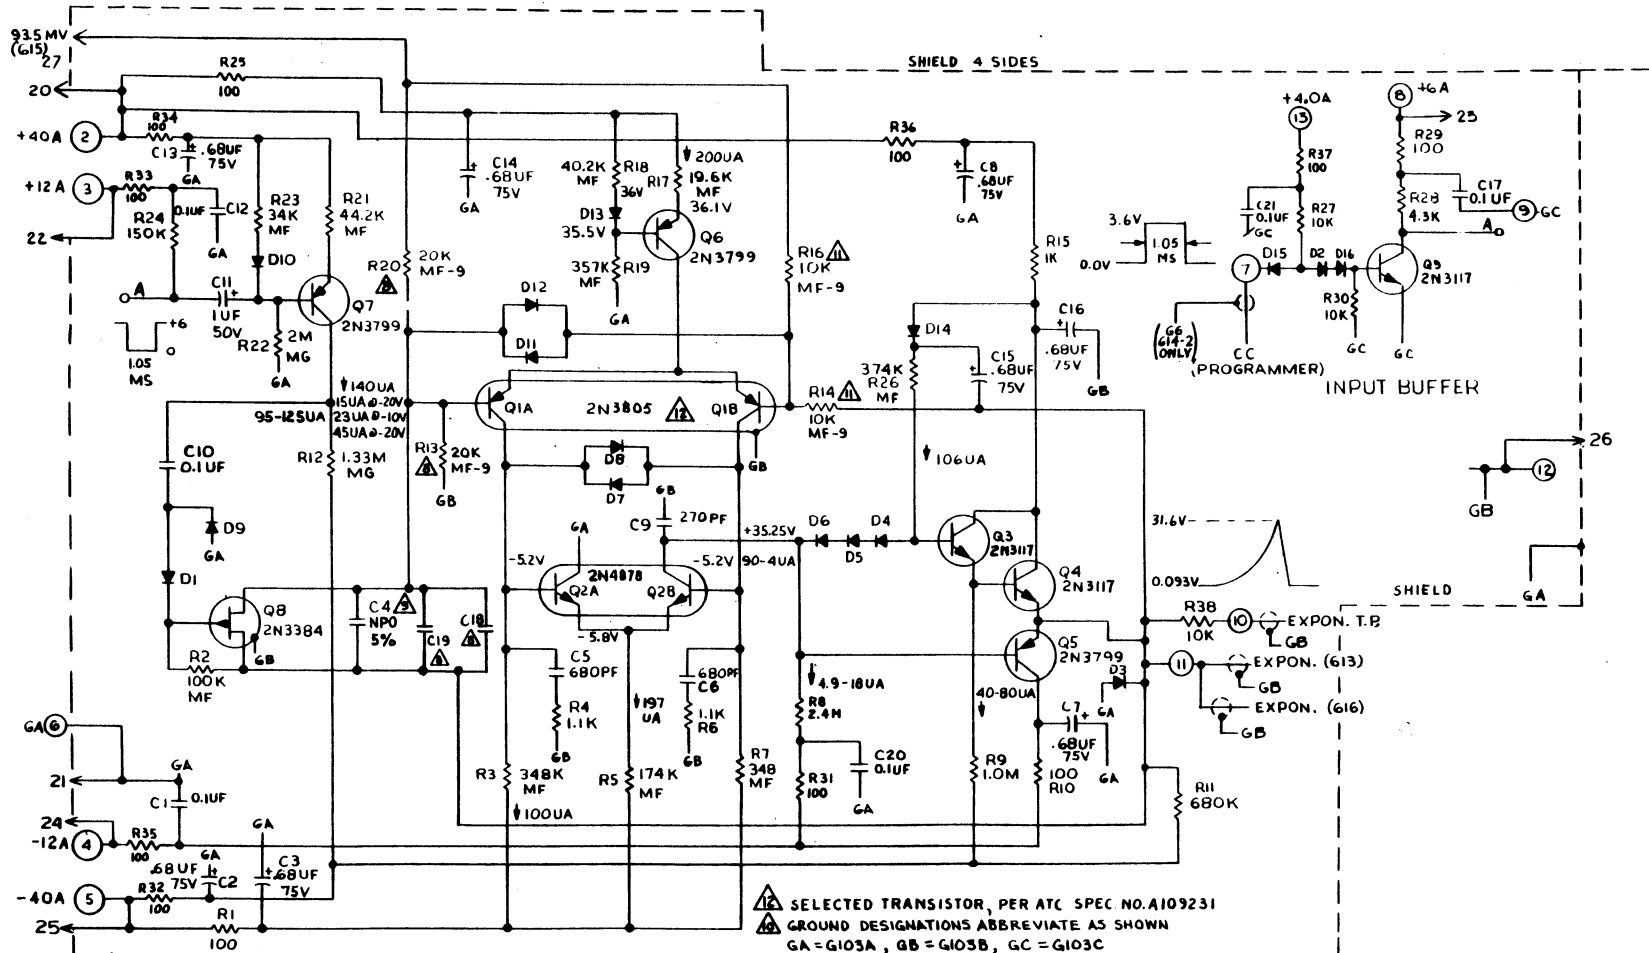 93.5 MV
(615)
27
20
+40A 2
+12A 3
22
R25
100
R34
100
C13
.68UF
75V
GA
R33
100
R24
150K
0.1UF
C12
GA
R23
34K
MF
R21
44.2K
MF
D10
A
+6
0
1.05
MS
C11
1UF
50V
R22
2M
MG
GA
Q7
2N3799
R20
20K
MF-9
C14
.68UF
75V
GA
40.2K
MF
R18
36V
D13
35.5V
357K
MF
R19
GA
200UA
R17
19.6K
MF
36.1V
Q6
2N3799
R16
10K
MF-9
11
D12
D11
SHIELD 4 SIDES
R36
100
C8
.68UF
75V
GA
R15
1K
3.6V
0.0V
1.05
MS
+4.0A
13
R37
100
C21
0.1UF
GC
R27
10K
7
D15
D2
D16
R30
10K
GC
G6
614-2
ONLY
CC
(PROGRAMMER)
8
+6A
23
R29
100
R28
4.3K
C17
0.1UF
9
GC
A
Q9
2N3117
GC
INPUT BUFFER
140UA
15UA@-20V
23UA@-10V
45UA@-20V
95-125UA
R12
1.33M
MG
C10
0.1UF
D9
GA
D1
R13
8
20K
MF-9
GB
Q1A
2N3805
12
Q1B
GB
R14
11
10K
MF-9
D14
374K
R26
MF
C15
.68UF
75V
C16
.68UF
75V
GB
106UA
D8
D7
GB
C9
270PF
+35.25V
D6
D5
D4
Q3
2N3117
Q4
2N3117
Q5
2N3799
26
12
GB
31.6V
0.093V
SHIELD
GA
GA
-5.2V
2N4878
Q2A
Q2B
-5.2V
90-4UA
-5.8V
Q8
2N3384
GB
R2
100K
MF
C4
NPO
5%
9
C19
8
C18
8
C5
680PF
R4
1.1K
GB
197
UA
680PF
C6
1.1K
R6
GB
4.9-18UA
R8
2.4M
40-80UA
D3
GA
C7
.68UF
75V
GA
R38
10K
10
EXPON. T.P.
GB
11
EXPON. (613)
GB
EXPON. (616)
GB
GA 6
21
GA
C1
0.1UF
24
-12A 4
R35
100
R3
348K
MF
100UA
R5
174K
MF
R7
348
MF
R31
100
C20
0.1UF
GA
R9
1.0M
100
R10
R11
680K
.68UF
75V
GA
C2
GA
C3
.68UF
75V
-40A 5
R32
100
25
R1
100
12 SELECTED TRANSISTOR, PER ATC SPEC. NO. A109231
10 GROUND DESIGNATIONS ABBREVIATE AS SHOWN
GA = G103A, GB = G103B, GC = G103C